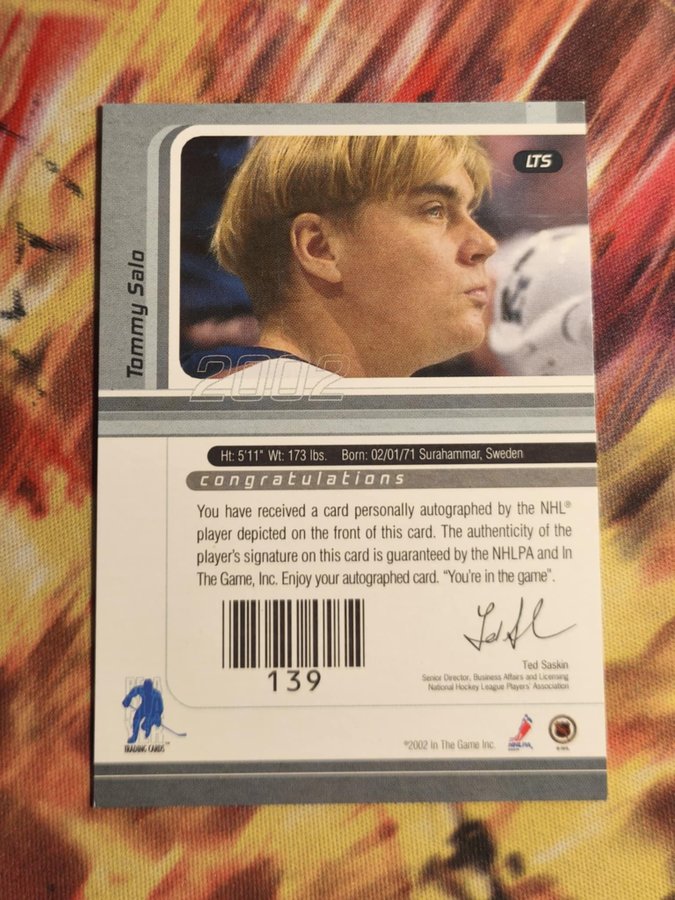 LTS
Tommy Salo
2002
Ht: 5'11" Wt: 173 lbs. Born: 02/01/71 Surahammar, Sweden
congratulations
You have received a card personally autographed by the NHL®
player depicted on the front of this card. The authenticity of the
player's signature on this card is guaranteed by the NHLPA and In
The Game, Inc. Enjoy your autographed card. "You're in the game".
139
Ted Saskin
Senior Director, Business Affairs and Licensing
National Hockey League Players' Association
TRADING CARDS™
©2002 In The Game Inc.
NHLPA